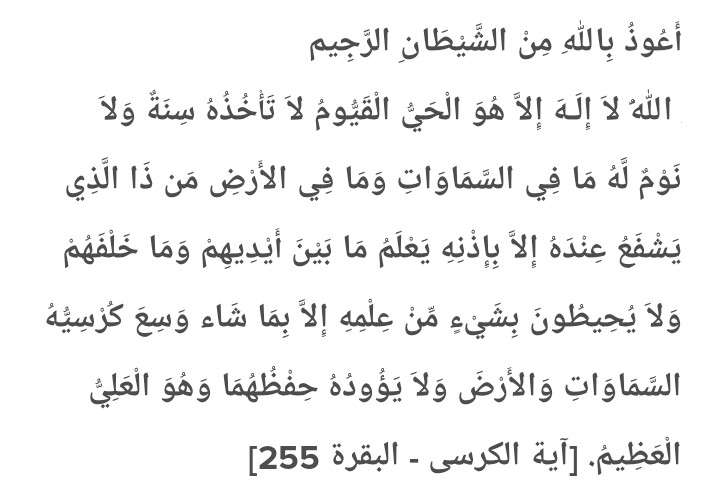 أَعُوذُ بِاللهِ مِنْ الشَّيْطَانِ الرَّجِيمِ
اللّهُ لاَ إِلَـهَ إِلاَّ هُوَ الْحَيُّ الْقَيُّومُ لاَ تَأْخُذُهُ سِنَةٌ وَلاَ
نَوْمٌ لَّهُ مَا فِي السَّمَاوَاتِ وَمَا فِي الأَرْضِ مَن ذَا الَّذِي
يَشْفَعُ عِنْدَهُ إِلاَّ بِإِذْنِهِ يَعْلَمُ مَا بَيْنَ أَيْدِيهِمْ وَمَا خَلْفَهُمْ
وَلاَ يُحِيطُونَ بِشَيْءٍ مِّنْ عِلْمِهِ إِلاَّ بِمَا شَاء وَسِعَ كُرْسِيُّهُ
السَّمَاوَاتِ وَالأَرْضَ وَلاَ يَؤُودُهُ حِفْظُهُمَا وَهُوَ الْعَلِيُّ
الْعَظِيمُ. [آية الكرسى - البقرة 255]